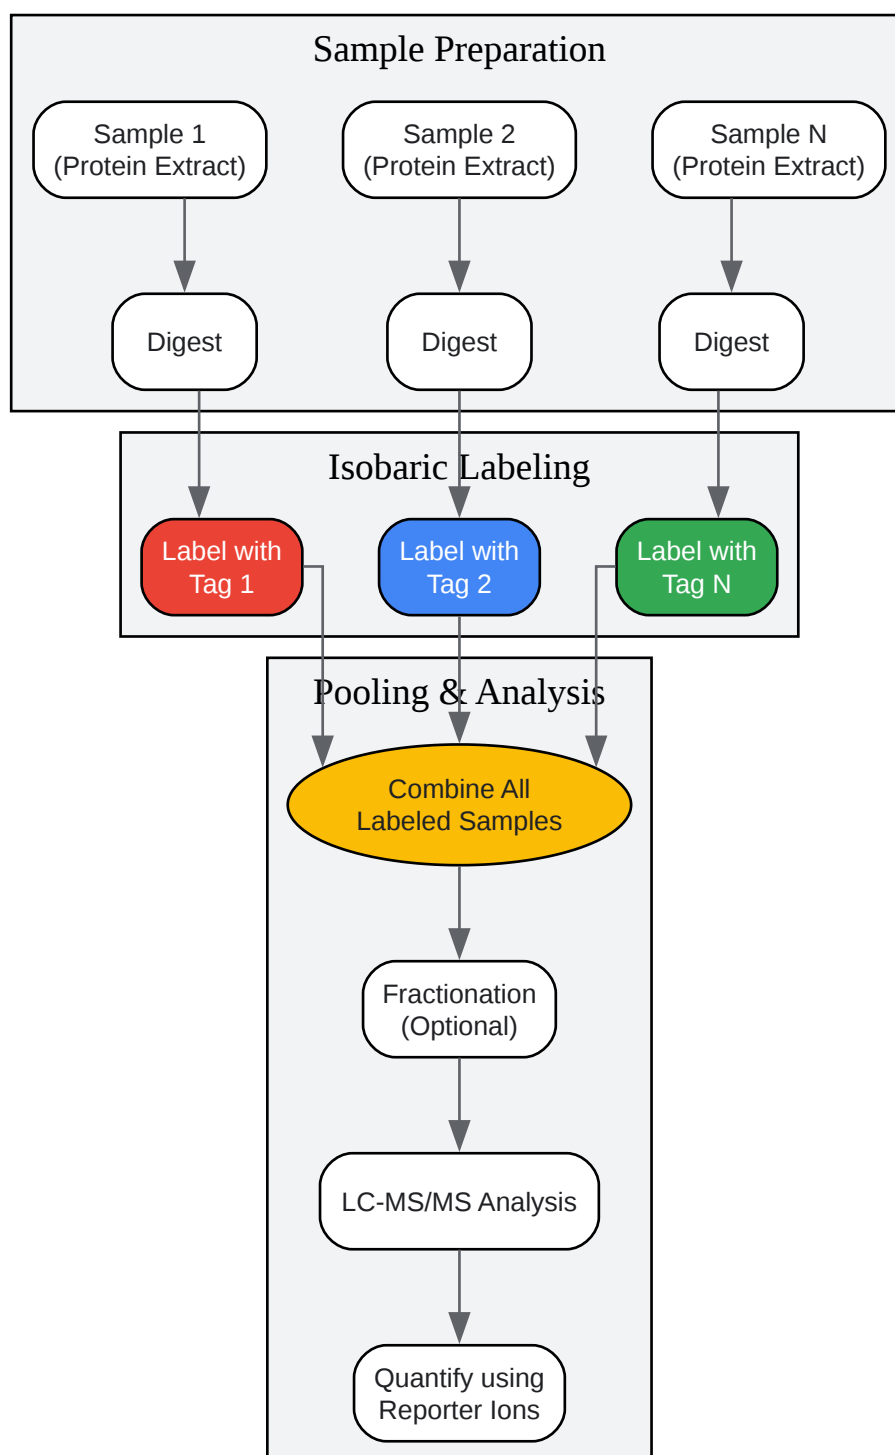 Sample Preparation
Sample 1
(Protein Extract)
Sample 2
(Protein Extract)
Sample N
(Protein Extract)
Digest
Digest
Digest
Isobaric Labeling
Label with
Tag 1
Label with
Tag 2
Label with
Tag N
Pooling & Analysis
Combine All
Labeled Samples
Fractionation
(Optional)
LC-MS/MS Analysis
Quantify using
Reporter Ions